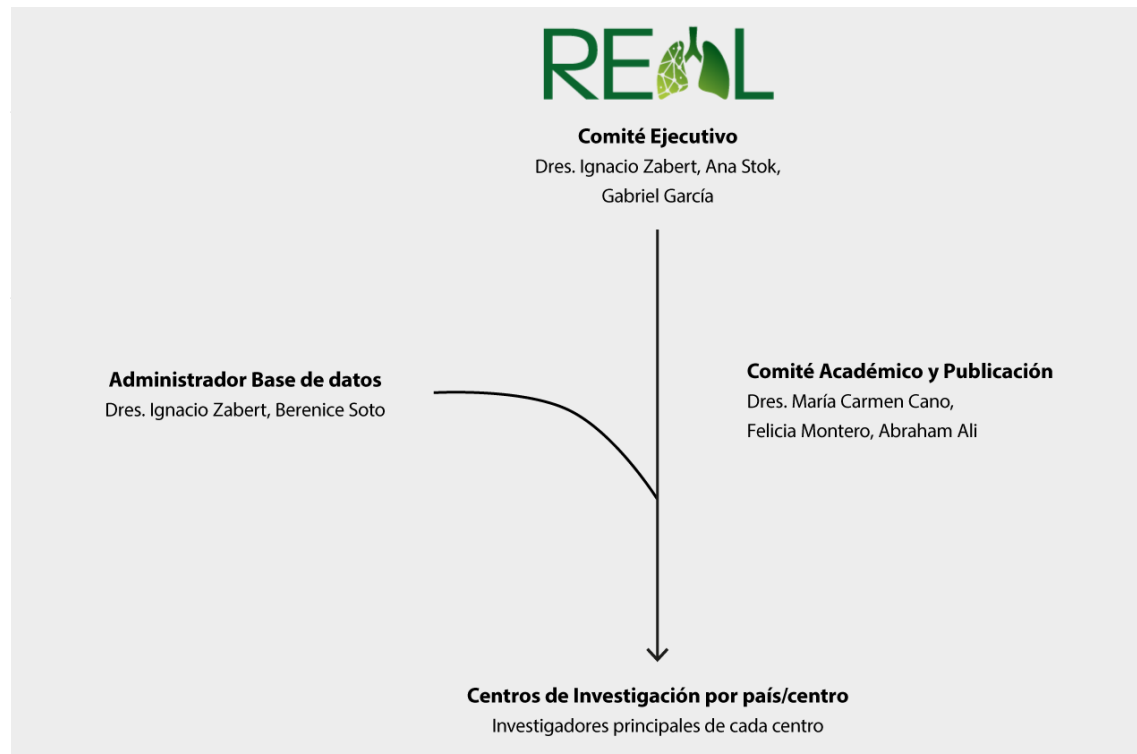 REAL
Comité Ejecutivo
Dres. Ignacio Zabert, Ana Stok,
Gabriel García
Administrador Base de datos
Dres. Ignacio Zabert, Berenice Soto
Comité Académico y Publicación
Dres. María Carmen Cano,
Felicia Montero, Abraham Ali
Centros de Investigación por país/centro
Investigadores principales de cada centro